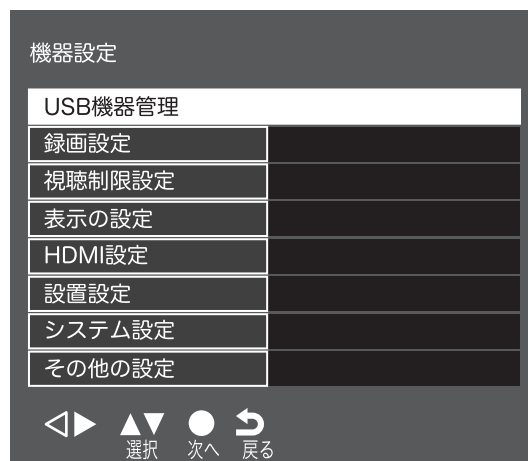 機器設定
USB機器管理
録画設定
視聴制限設定
表示の設定
HDMI設定
設置設定
システム設定
その他の設定
選択 次へ 戻る